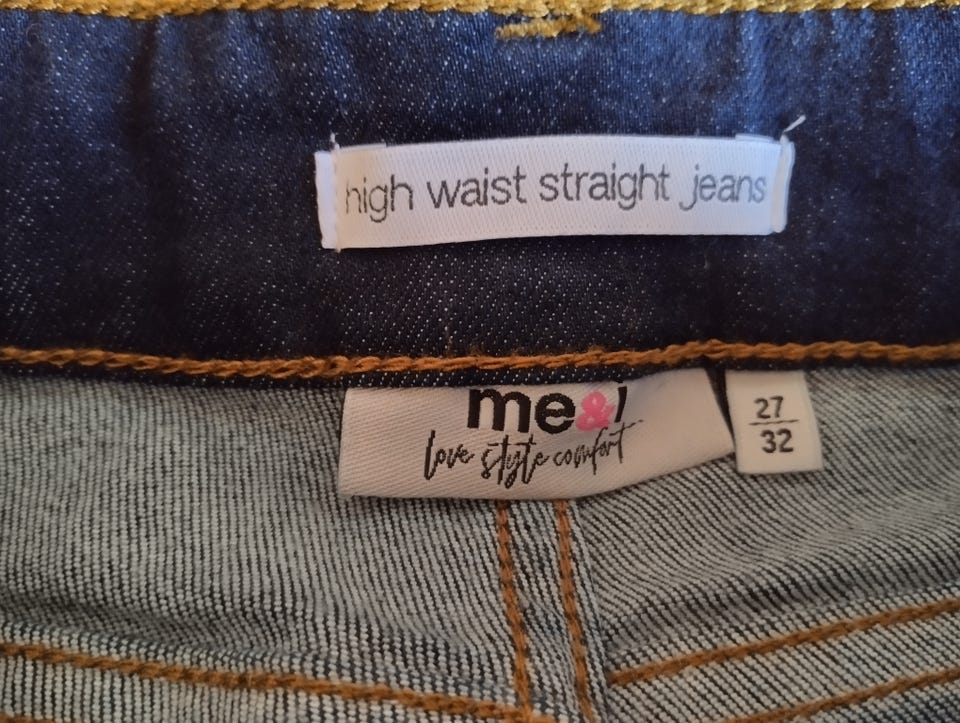 high waist straight jeans
me&i
love style comfort
27
32